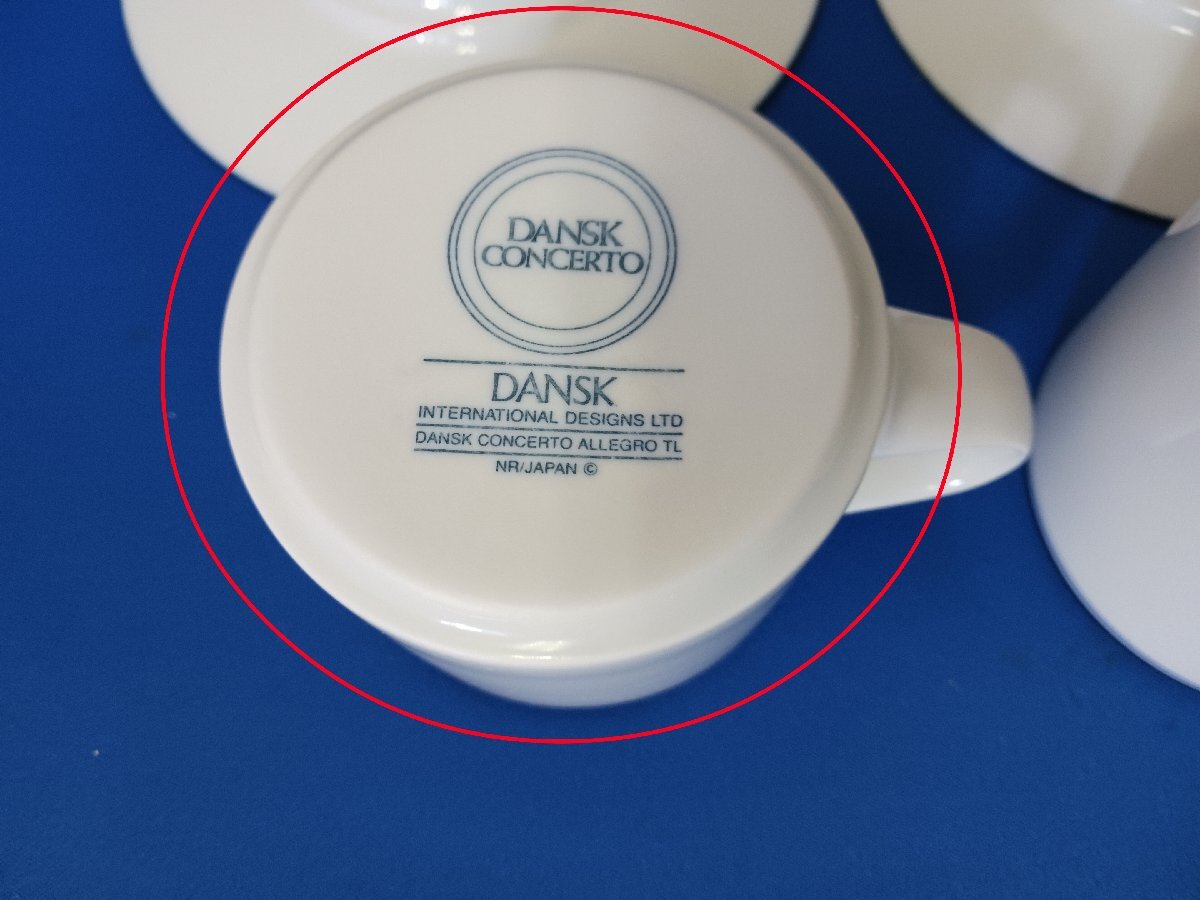 DANSK
CONCERTO
DANSK
INTERNATIONAL DESIGNS LTD
DANSK CONCERTO ALLEGRO TL
NR/JAPAN ©